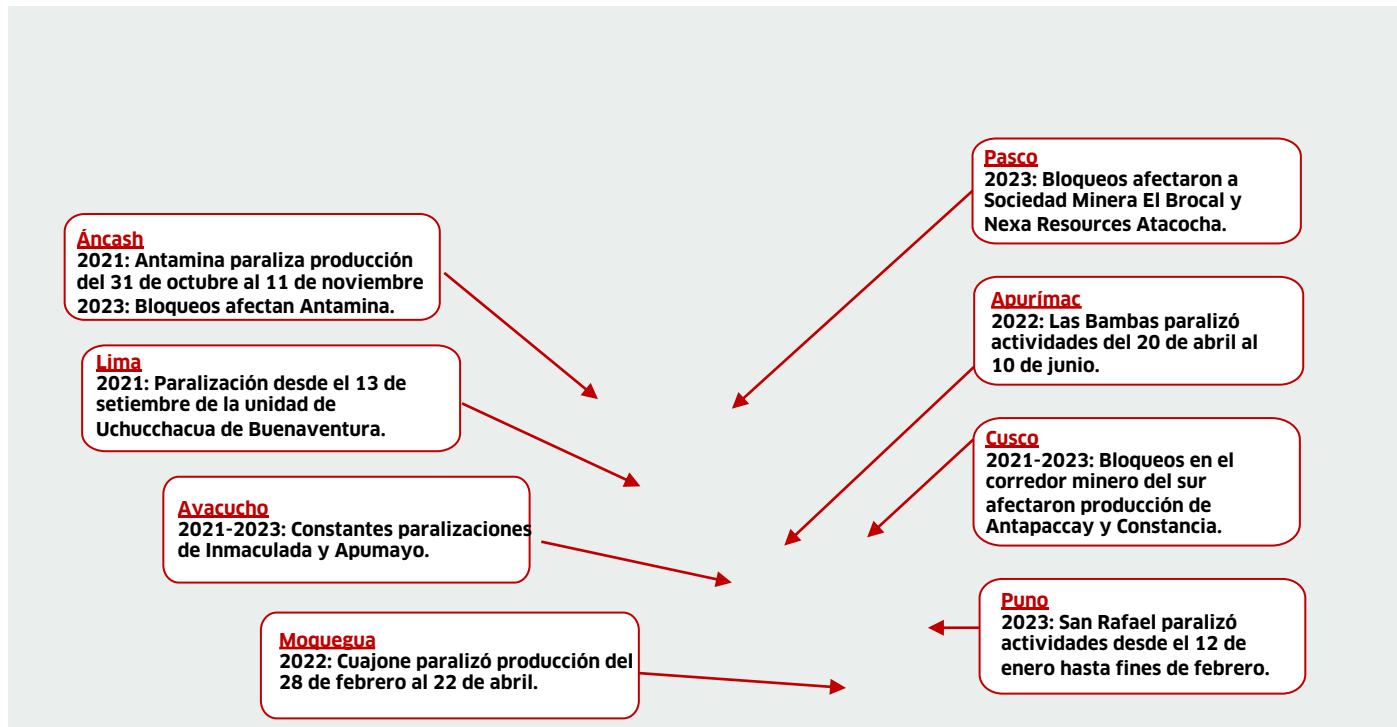 Áncash
2021: Antamina paraliza producción
del 31 de octubre al 11 de noviembre
2023: Bloqueos afectan Antamina.
Lima
2021: Paralización desde el 13 de
setiembre de la unidad de
Uchucchacua de Buenaventura.
Ayacucho
2021-2023: Constantes paralizaciones
de Inmaculada y Apumayo.
Moquegua
2022: Cuajone paralizó producción del
28 de febrero al 22 de abril.
Pasco
2023: Bloqueos afectaron a
Sociedad Minera El Brocal y
Nexa Resources Atacocha.
Apurímac
2022: Las Bambas paralizó
actividades del 20 de abril al
10 de junio.
Cusco
2021-2023: Bloqueos en el
corredor minero del sur
afectaron producción de
Antapaccay y Constancia.
Puno
2023: San Rafael paralizó
actividades desde el 12 de
enero hasta fines de febrero.